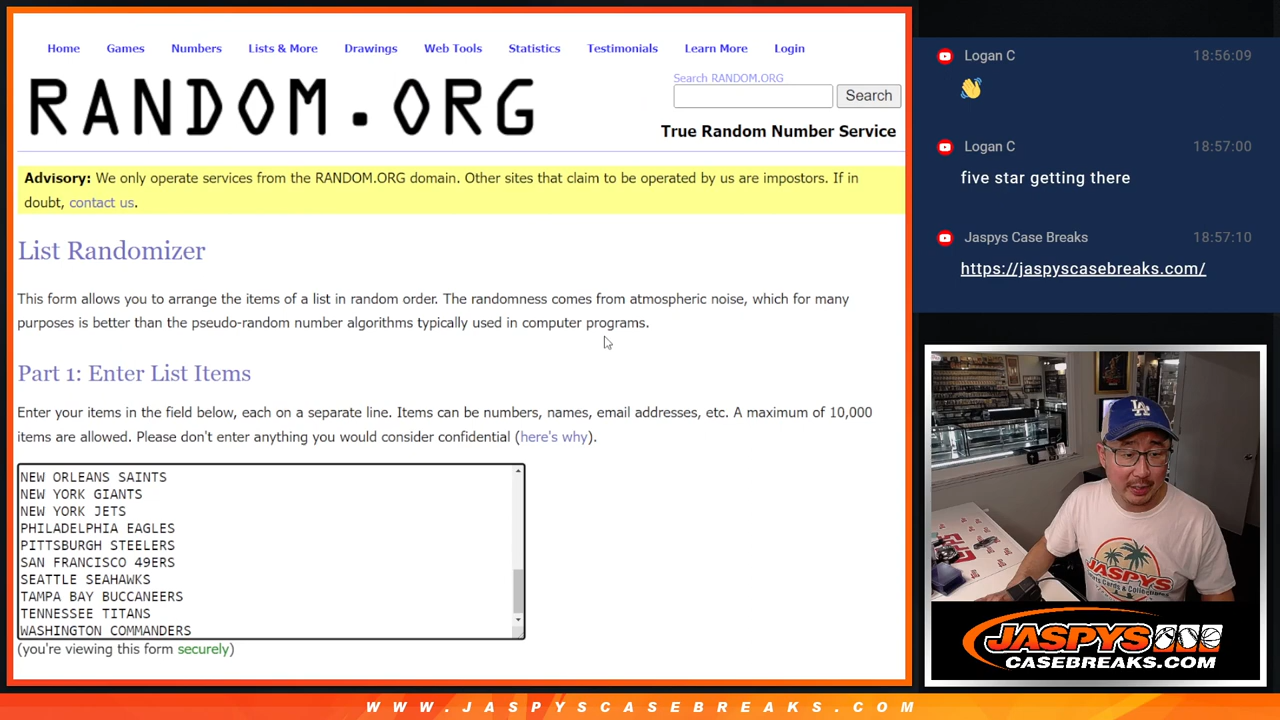 Home Games Numbers Lists & More Drawings Web Tools Statistics Testimonials Learn More Login
RANDOM.ORG
Search RANDOM.ORG
Search
True Random Number Service
Advisory: We only operate services from the RANDOM.ORG domain. Other sites that claim to be operated by us are impostors. If in
doubt, contact us.
List Randomizer
This form allows you to arrange the items of a list in random order. The randomness comes from atmospheric noise, which for many
purposes is better than the pseudo-random number algorithms typically used in computer programs.
Part 1: Enter List Items
Enter your items in the field below, each on a separate line. Items can be numbers, names, email addresses, etc. A maximum of 10,000
items are allowed. Please don't enter anything you would consider confidential (here's why).
NEW ORLEANS SAINTS
NEW YORK GIANTS
NEW YORK JETS
PHILADELPHIA EAGLES
PITTSBURGH STEELERS
SAN FRANCISCO 49ERS
SEATTLE SEAHAWKS
TAMPA BAY BUCCANEERS
TENNESSEE TITANS
WASHINGTON COMMANDERS
(you're viewing this form securely)
Logan C 18:56:09
Logan C 18:57:00
five star getting there
Jaspys Case Breaks 18:57:10
https://jaspyscasebreaks.com/
LA
JASPYS
JASPYS
CASEBREAKS.COM
WWW.JASPYSCASEBREAKS.COM